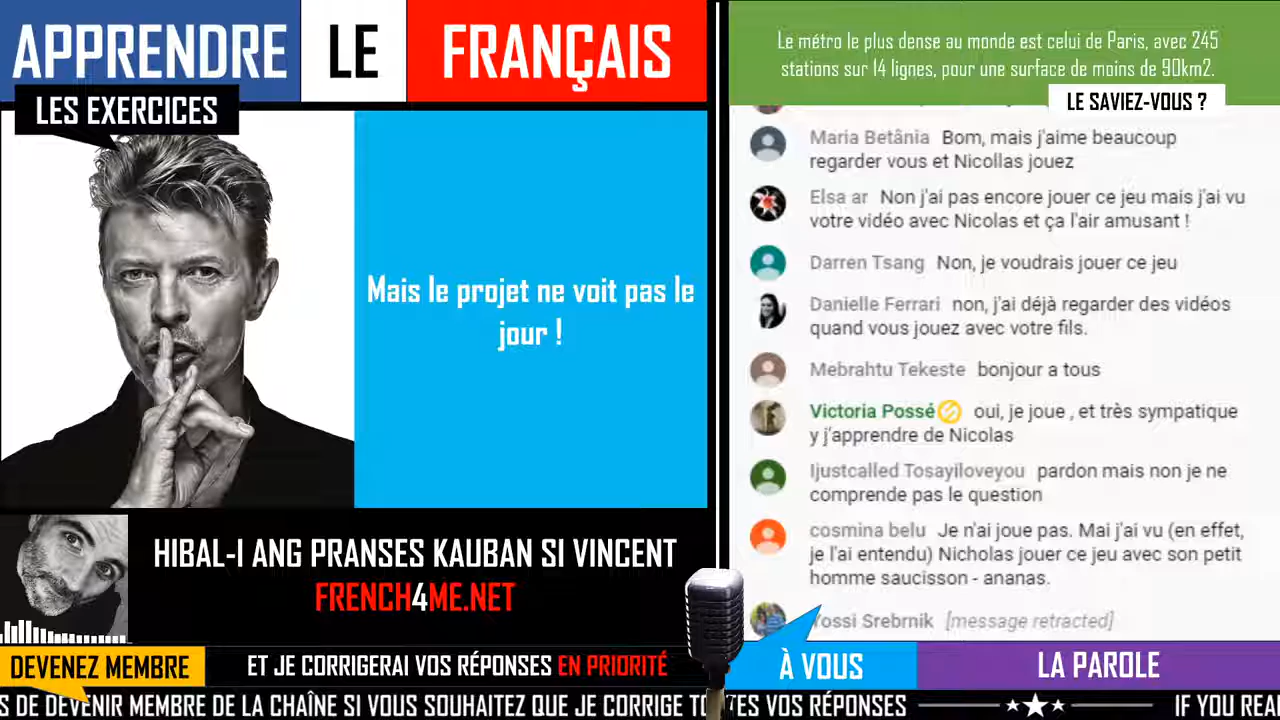 APPRENDRE LE FRANÇAIS
LES EXERCICES
Mais le projet ne voit pas le
jour !
HIBAL-I ANG PRANSES KAUBAN SI VINCENT
FRENCH4ME.NET
DEVENEZ MEMBRE
ET JE CORRIGERAI VOS RÉPONSES EN PRIORITÉ
Le métro le plus dense au monde est celui de Paris, avec 245
stations sur 14 lignes, pour une surface de moins de 90km2.
LE SAVIEZ-VOUS ?
Maria Betânia Bom, mais j'aime beaucoup
regarder vous et Nicollas jouez
Elsa ar Non j'ai pas encore jouer ce jeu mais j'ai vu
votre vidéo avec Nicolas et ça l'air amusant !
Darren Tsang Non, je voudrais jouer ce jeu
Danielle Ferrari non, j'ai déjà regarder des vidéos
quand vous jouez avec votre fils.
Mebrahtu Tekeste bonjour a tous
Victoria Possé oui, je joue , et très sympatique
y j'apprendre de Nicolas
Ijustcalled Tosayiloveyou pardon mais non je ne
comprende pas le question
cosmina belu Je n'ai joue pas. Mai j'ai vu (en effet,
je l'ai entendu) Nicholas jouer ce jeu avec son petit
homme saucisson - ananas.
Yossi Srebrnik [message retracted]
À VOUS
LA PAROLE
S DE DEVENIR MEMBRE DE LA CHAÎNE SI VOUS SOUHAITEZ QUE JE CORRIGE TOUTES VOS RÉPONSES IF YOU REA